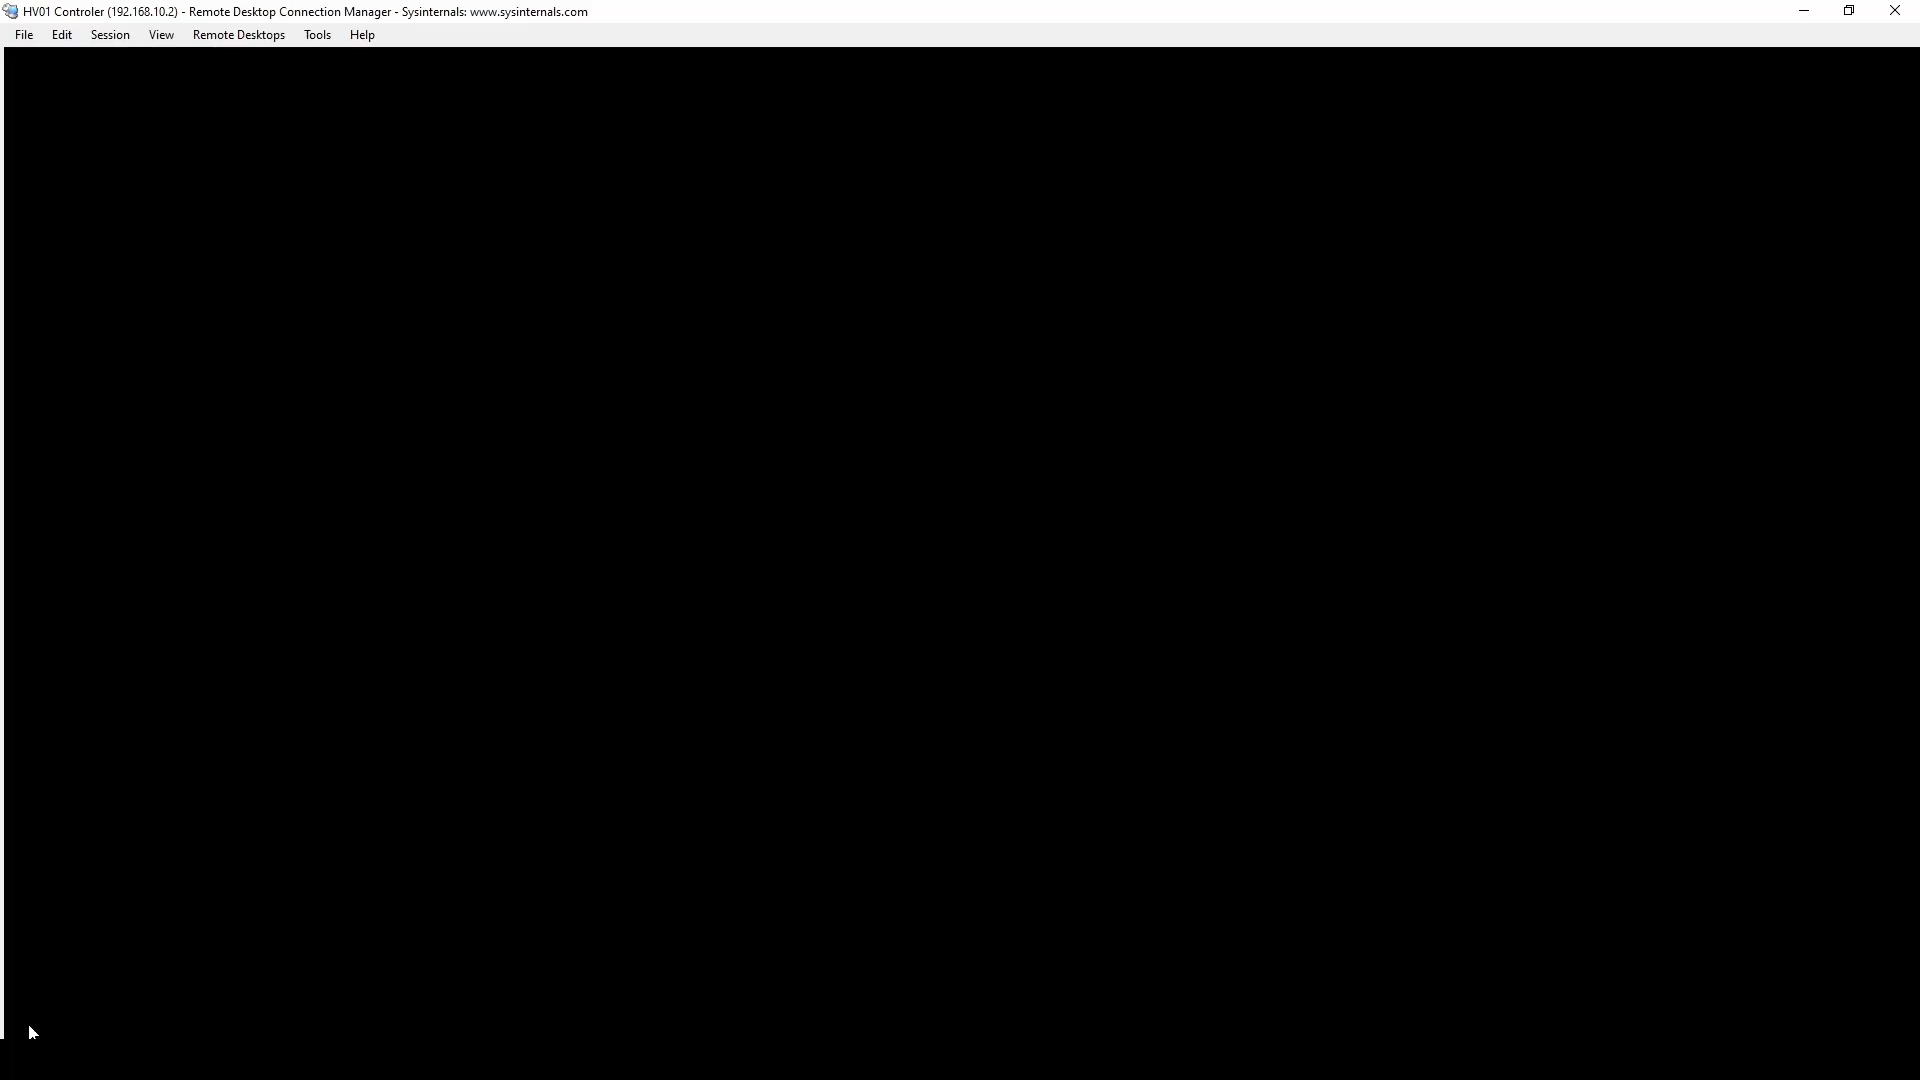 HV01 Controler (192.168.10.2) - Remote Desktop Connection Manager - Sysinternals: www.sysinternals.com
File Edit Session View Remote Desktops Tools Help